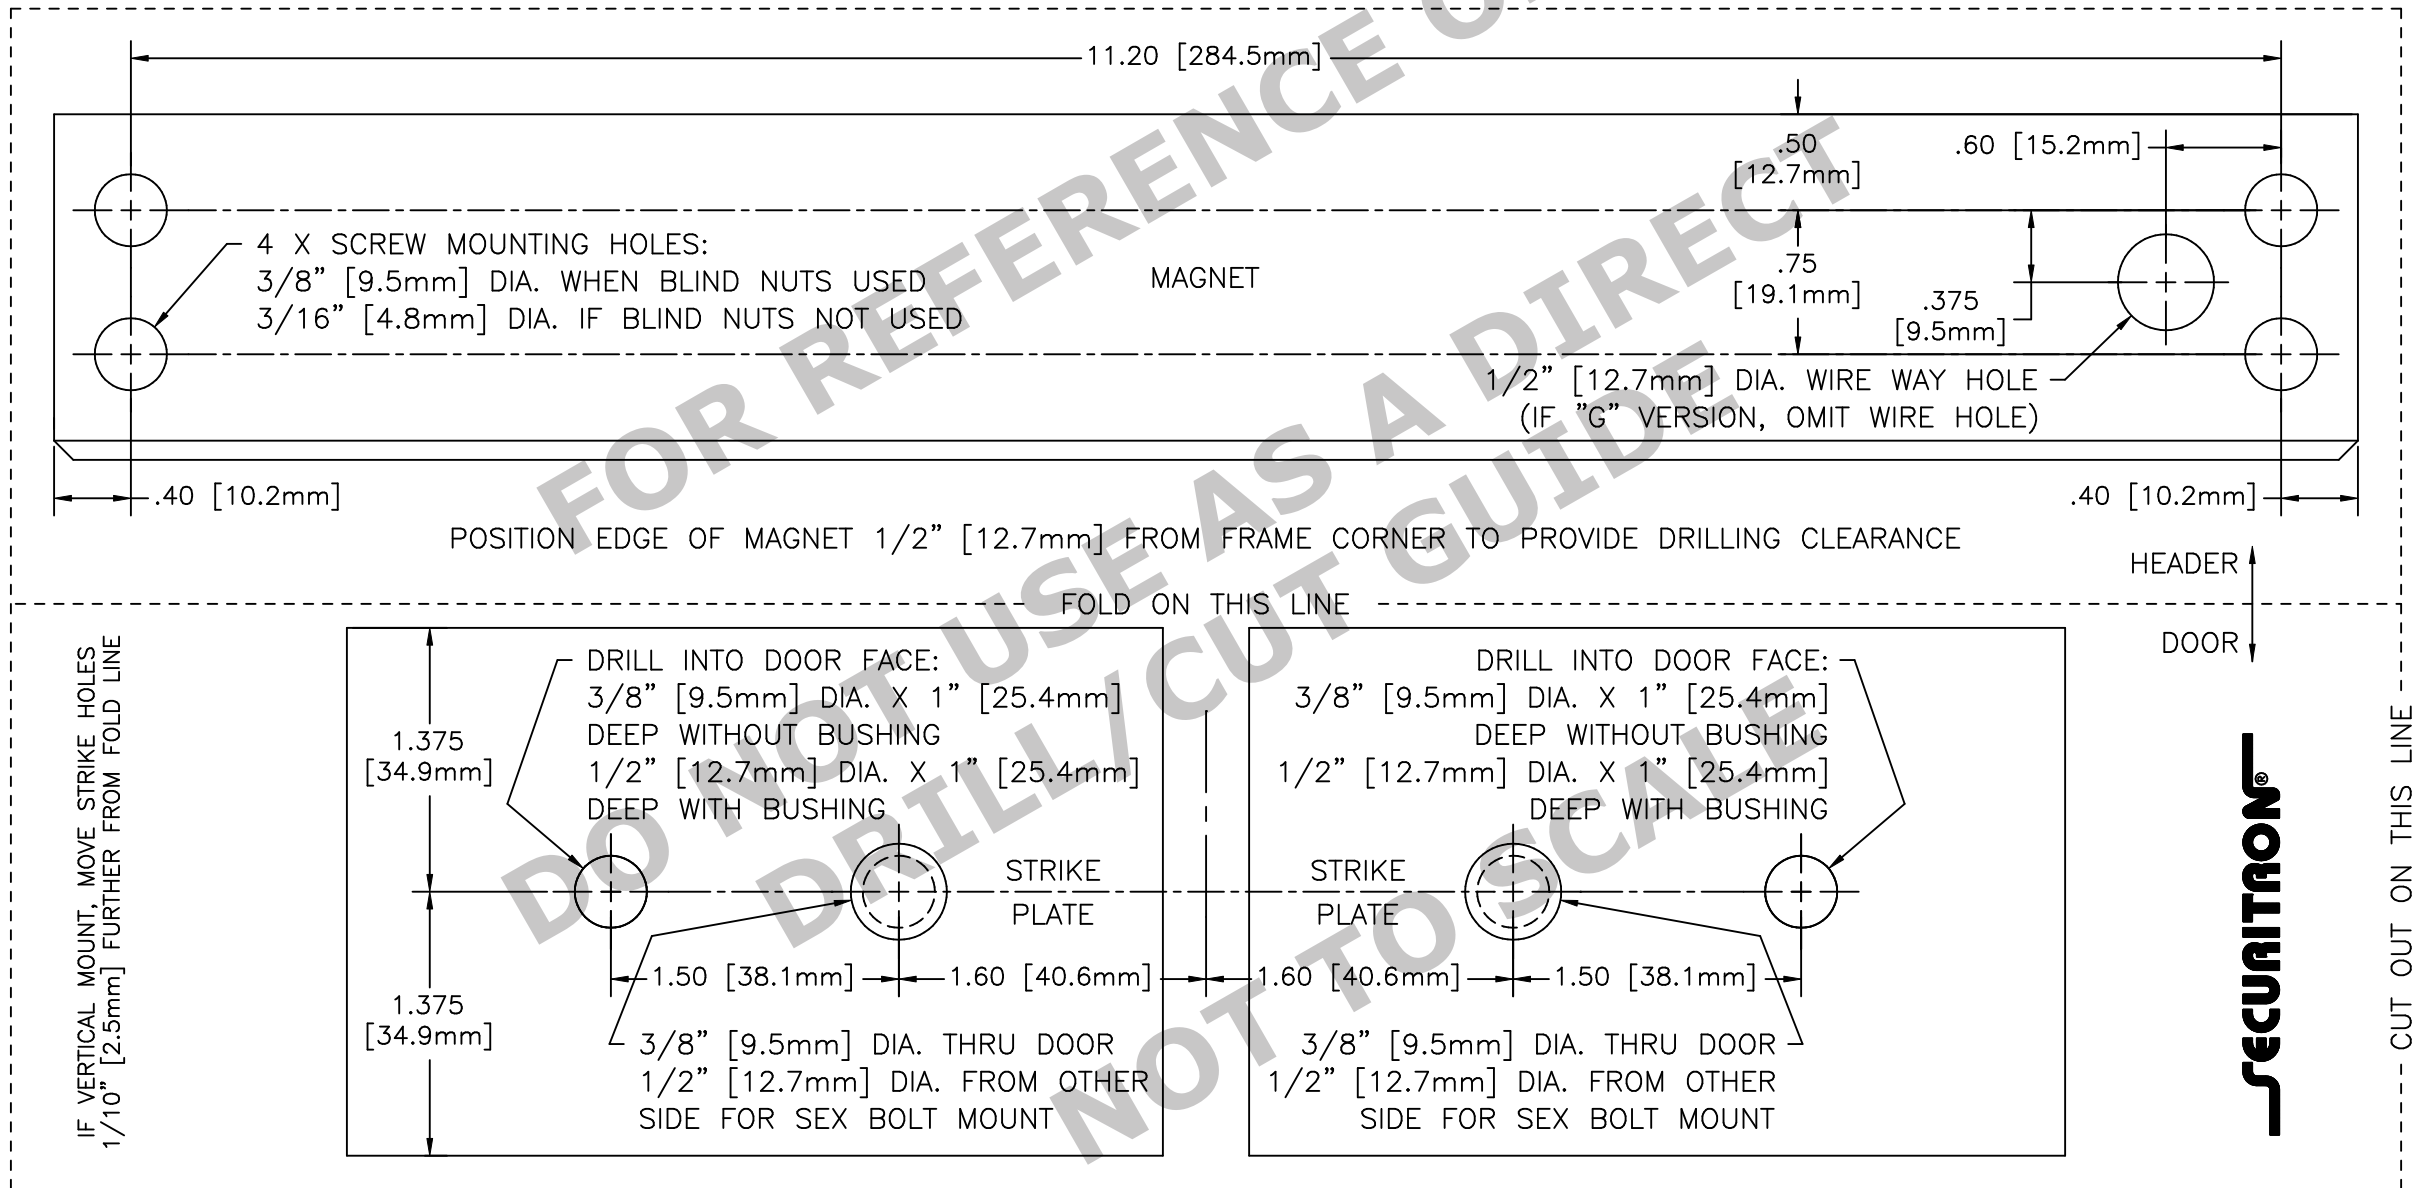 11.20 [284.5mm]
.50
[12.7mm]
.60 [15.2mm]
4 X SCREW MOUNTING HOLES:
3/8” [9.5mm] DIA. WHEN BLIND NUTS USED
3/16” [4.8mm] DIA. IF BLIND NUTS NOT USED
MAGNET
.75
[19.1mm]
.375
[9.5mm]
1/2” [12.7mm] DIA. WIRE WAY HOLE
(IF ”G” VERSION, OMIT WIRE HOLE)
.40 [10.2mm]
.40 [10.2mm]
POSITION EDGE OF MAGNET 1/2” [12.7mm] FROM FRAME CORNER TO PROVIDE DRILLING CLEARANCE
HEADER
FOLD ON THIS LINE
DOOR
IF VERTICAL MOUNT, MOVE STRIKE HOLES
1/10” [2.5mm] FURTHER FROM FOLD LINE
1.375
[34.9mm]
DRILL INTO DOOR FACE:
3/8” [9.5mm] DIA. X 1” [25.4mm]
DEEP WITHOUT BUSHING
1/2” [12.7mm] DIA. X 1” [25.4mm]
DEEP WITH BUSHING
DRILL INTO DOOR FACE:
3/8” [9.5mm] DIA. X 1” [25.4mm]
DEEP WITHOUT BUSHING
1/2” [12.7mm] DIA. X 1” [25.4mm]
DEEP WITH BUSHING
STRIKE
PLATE
STRIKE
PLATE
1.50 [38.1mm]
1.60 [40.6mm]
1.60 [40.6mm]
1.50 [38.1mm]
1.375
[34.9mm]
3/8” [9.5mm] DIA. THRU DOOR
1/2” [12.7mm] DIA. FROM OTHER
SIDE FOR SEX BOLT MOUNT
3/8” [9.5mm] DIA. THRU DOOR
1/2” [12.7mm] DIA. FROM OTHER
SIDE FOR SEX BOLT MOUNT
SECURITRON®
CUT OUT ON THIS LINE
FOR REFERENCE
DO NOT USE AS A DIRECT
DRILL/CUT GUIDE
NOT TO SCALE